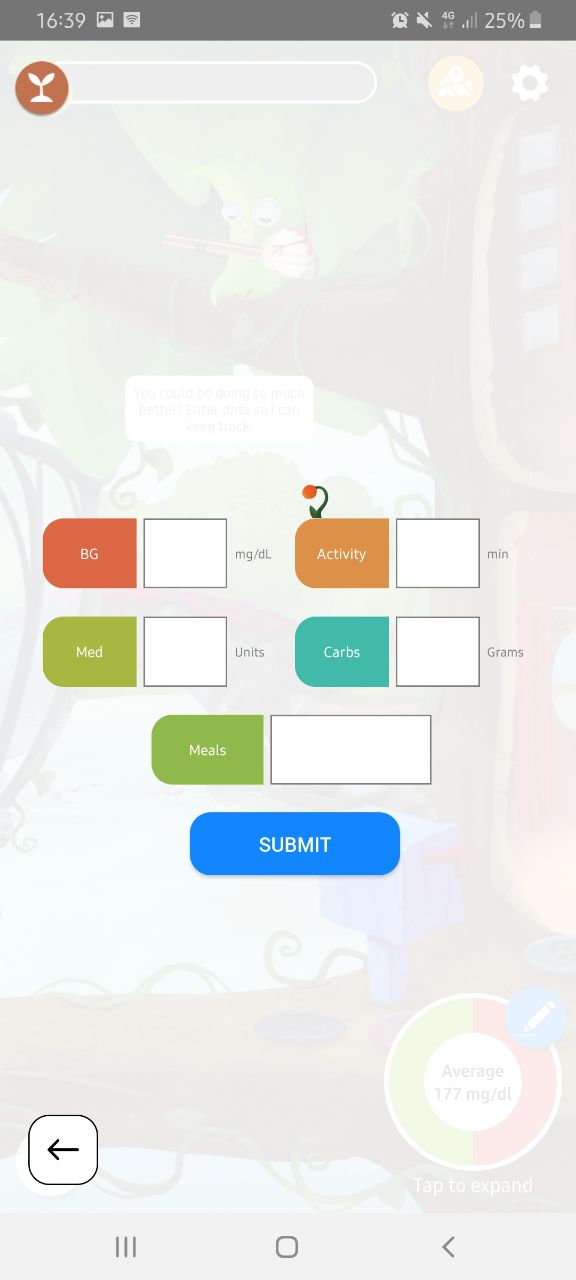 16:39 4G 25%
You could be doing so much
better! Enter data so I can
keep track.
BG mg/dL Activity min
Med Units Carbs Grams
Meals
SUBMIT
Average
177 mg/dl
Tap to expand